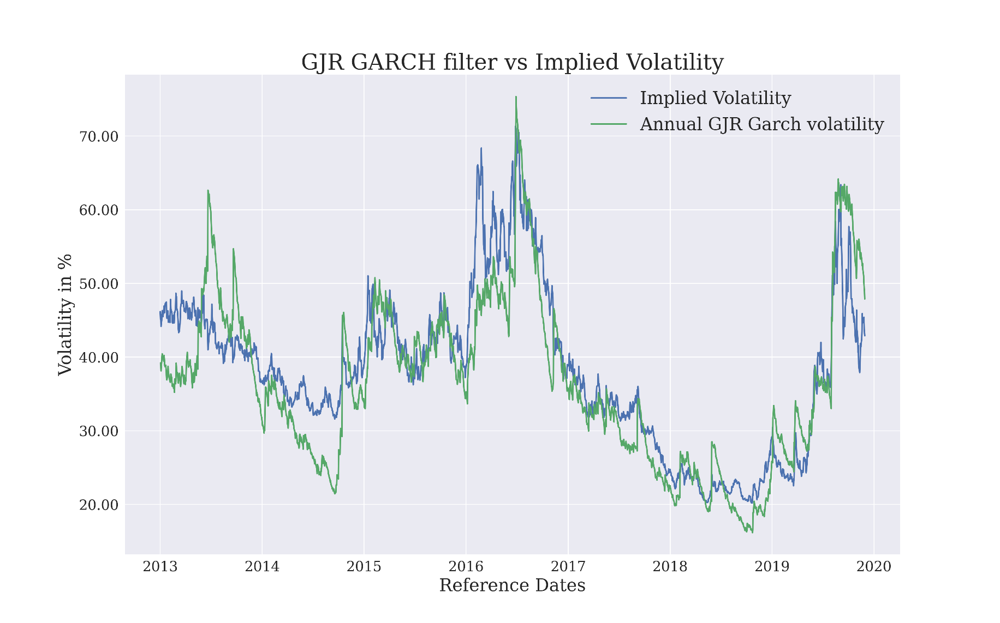 GJR GARCH filter vs Implied Volatility
Implied Volatility
Annual GJR Garch volatility
Volatility in %
70.00
60.00
50.00
40.00
30.00
20.00
2013 2014 2015 2016 2017 2018 2019 2020
Reference Dates